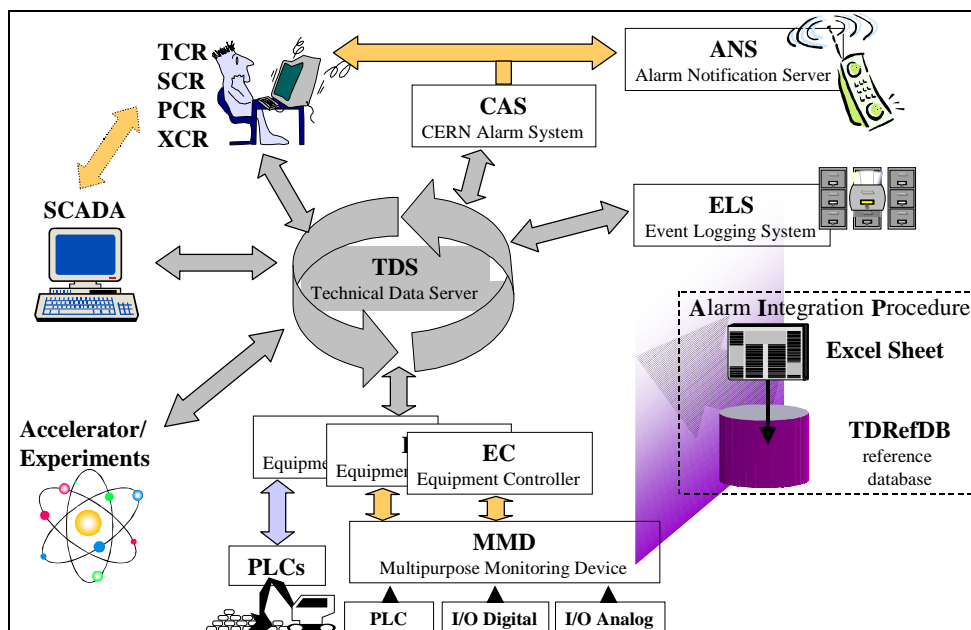 TCR
SCR
PCR
XCR
ANS
Alarm Notification Server
CAS
CERN Alarm System
SCADA
ELS
Event Logging System
TDS
Technical Data Server
Alarm Integration Procedure
Excel Sheet
TDRefDB
reference
database
Accelerator/
Experiments
Equipment
Equipment
EC
Equipment Controller
MMD
Multipurpose Monitoring Device
PLCs
PLC
I/O Digital
I/O Analog